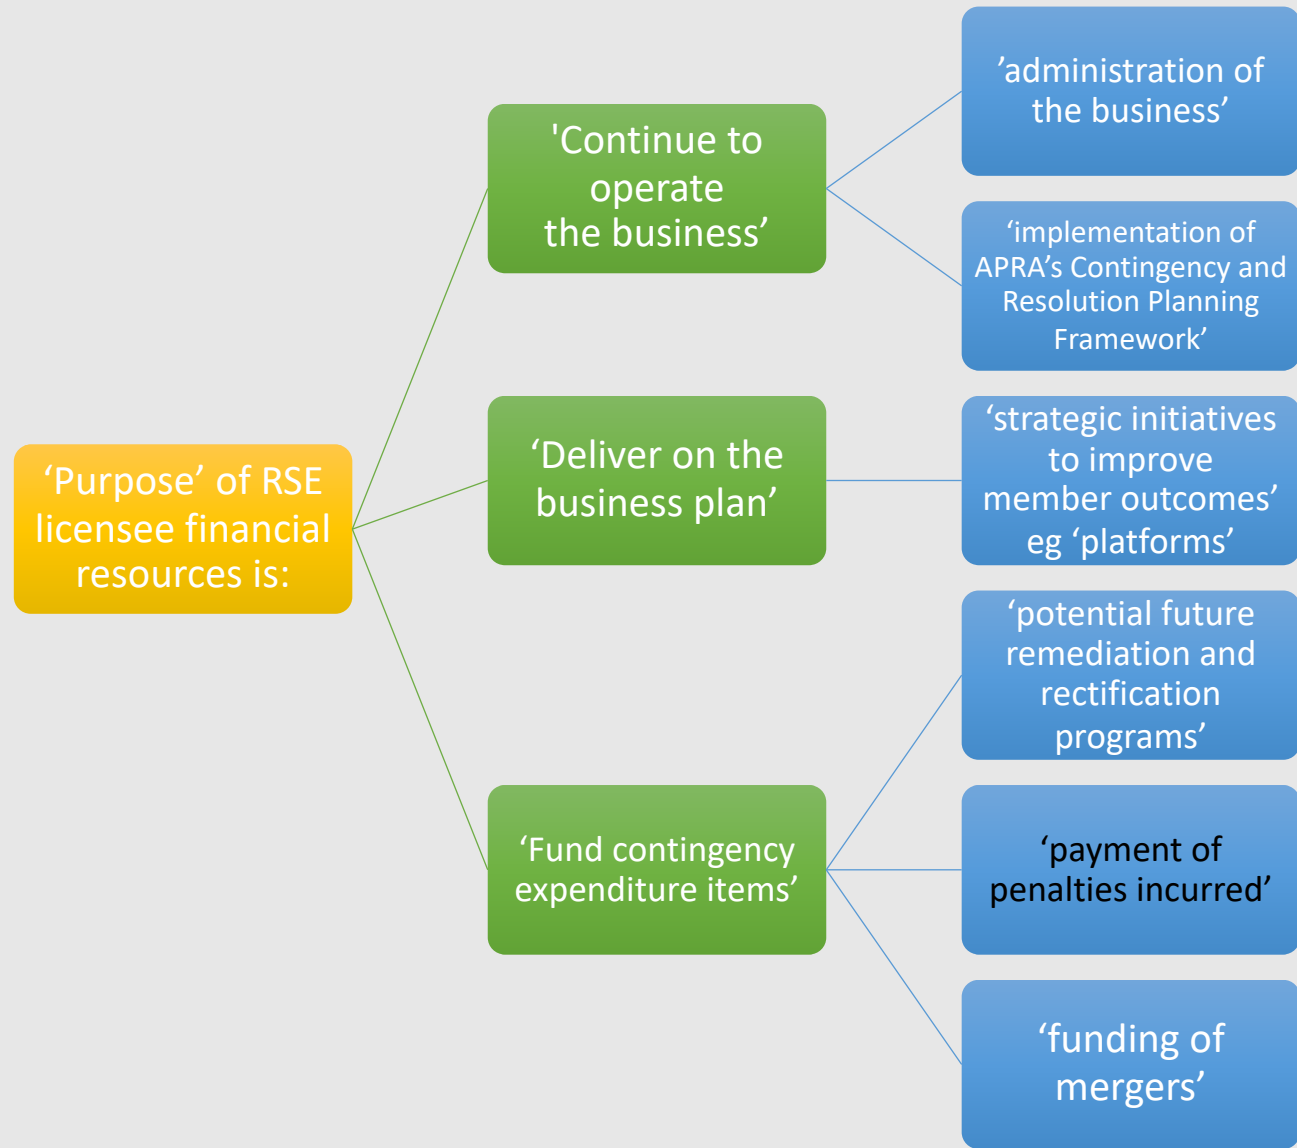 ‘Purpose’ of RSE
licensee financial
resources is:
'Continue to
operate
the business’
’administration of
the business’
‘implementation of
APRA’s Contingency and
Resolution Planning
Framework’
‘Deliver on the
business plan’
‘strategic initiatives
to improve
member outcomes’
eg ‘platforms’
‘Fund contingency
expenditure items’
‘potential future
remediation and
rectification
programs’
‘payment of
penalties incurred’
‘funding of
mergers’